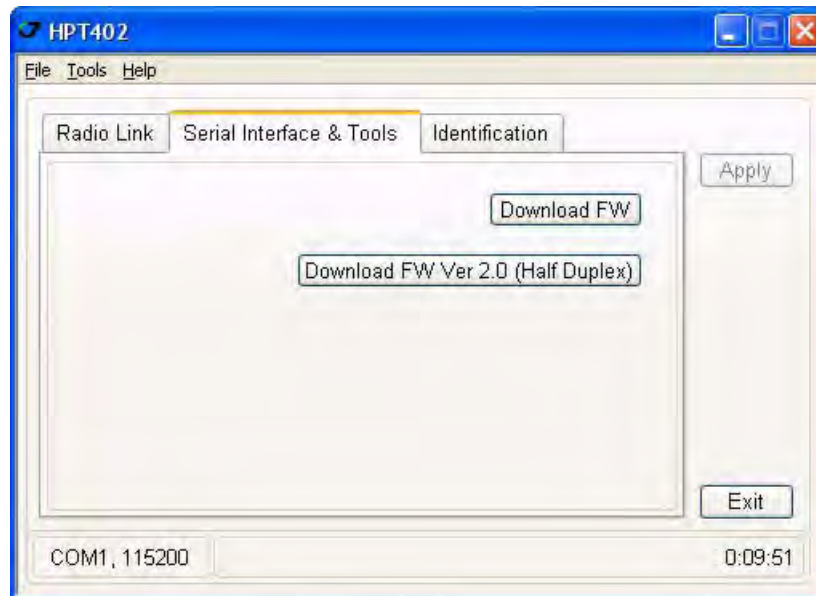 HPT402
File Tools Help
Radio Link Serial Interface & Tools Identification
Apply
Download FW
Download FW Ver 2.0 (Half Duplex)
Exit
COM1, 115200 0:09:51